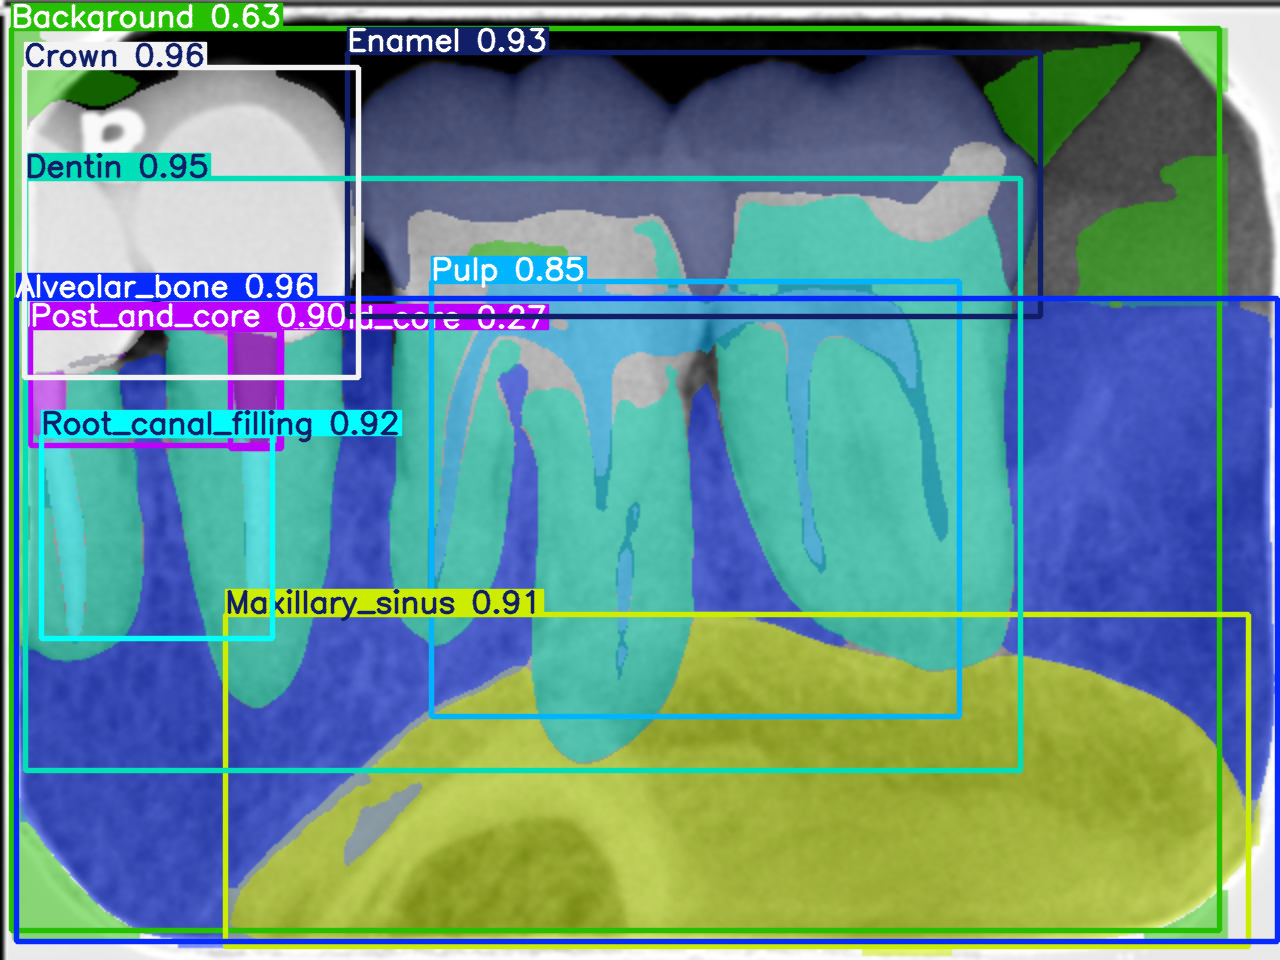 Background 0.63
Crown 0.96
Enamel 0.93
Dentin 0.95
Pulp 0.85
Alveolar_bone 0.96
Post_and_core 0.90
d_core 0.27
Root_canal_filling 0.92
Maxillary_sinus 0.91